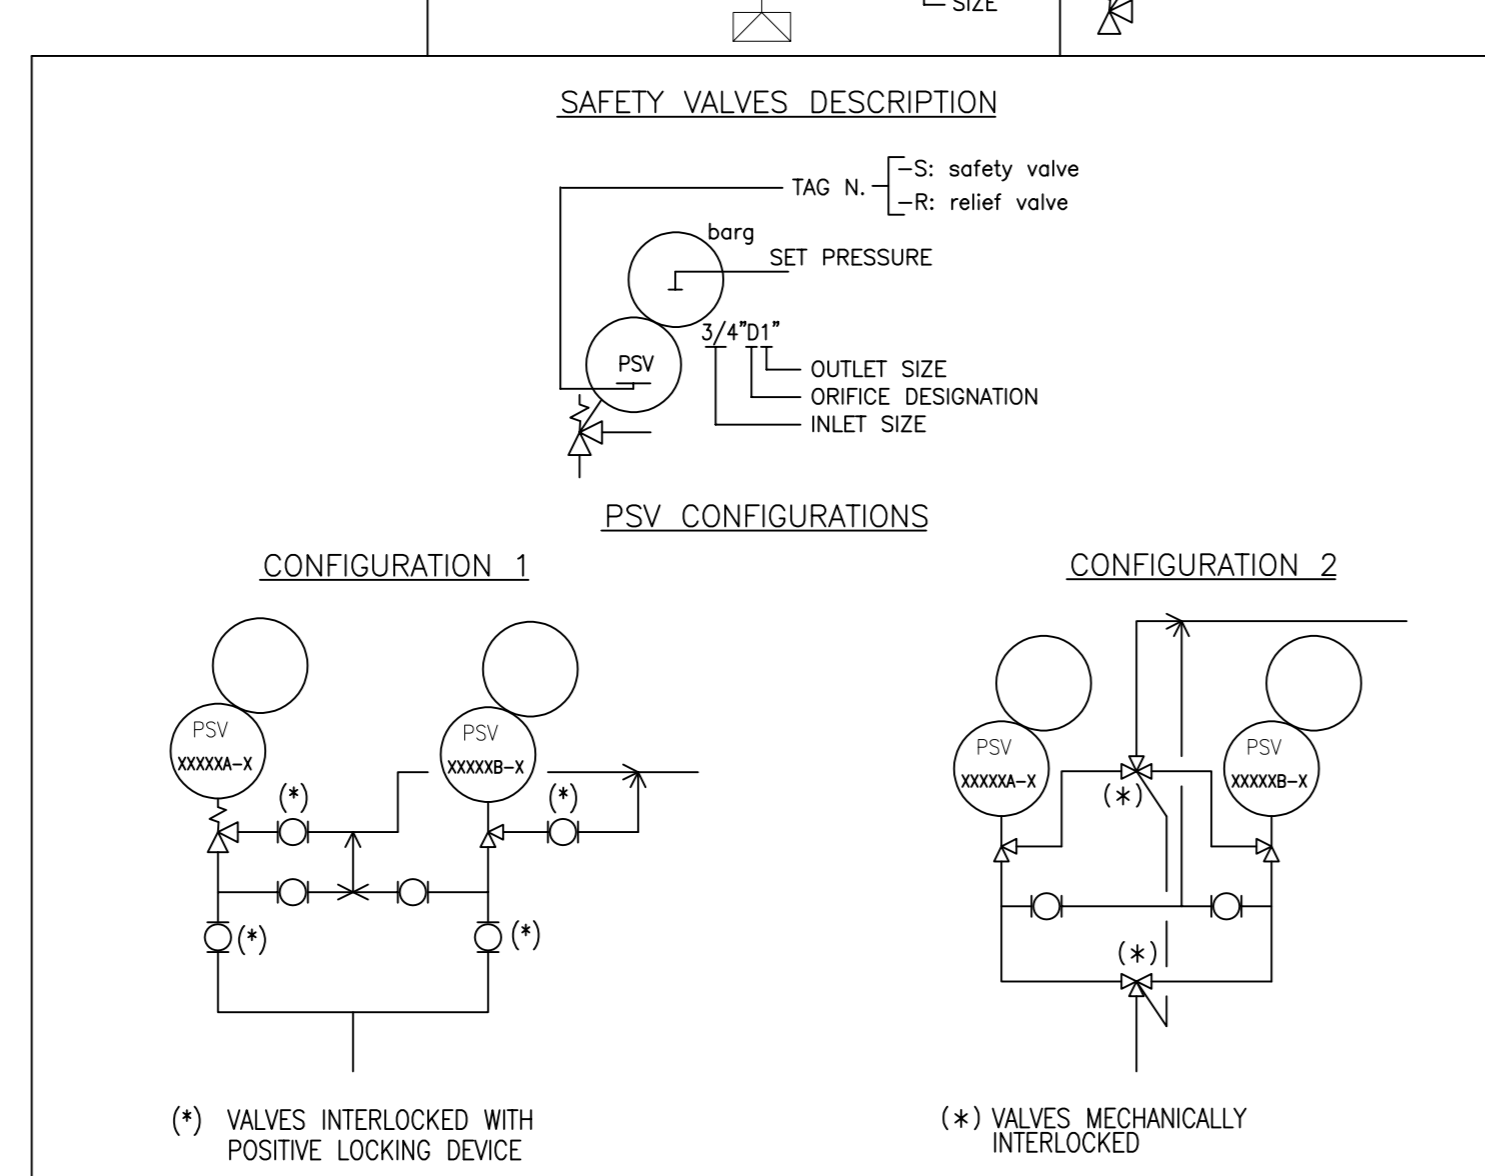 SIZE
SAFETY VALVES DESCRIPTION
TAG N.
-S: safety valve
-R: relief valve
barg
SET PRESSURE
3/4"D1"
PSV
OUTLET SIZE
ORIFICE DESIGNATION
INLET SIZE
PSV CONFIGURATIONS
CONFIGURATION 1
PSV
XXXXXA-X
PSV
XXXXXB-X
(*)
(*)
(*)
(*)
(*) VALVES INTERLOCKED WITH
POSITIVE LOCKING DEVICE
CONFIGURATION 2
PSV
XXXXXA-X
PSV
XXXXXB-X
(*)
(*)
(*) VALVES MECHANICALLY
INTERLOCKED